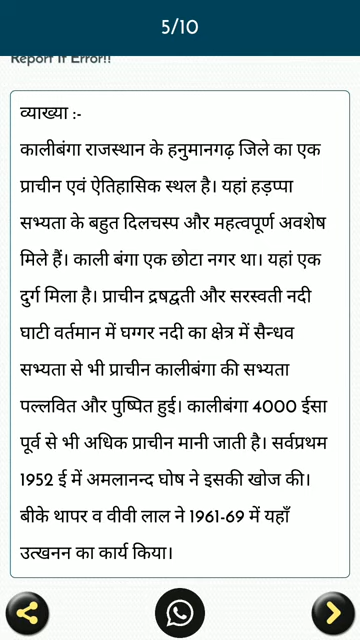 5/10
Report If Error!!
व्याख्या :-
कालीबंगा राजस्थान के हनुमानगढ़ जिले का एक
प्राचीन एवं ऐतिहासिक स्थल है। यहां हड़प्पा
सभ्यता के बहुत दिलचस्प और महत्वपूर्ण अवशेष
मिले हैं। काली बंगा एक छोटा नगर था। यहां एक
दुर्ग मिला है। प्राचीन द्रषद्वती और सरस्वती नदी
घाटी वर्तमान में घग्गर नदी का क्षेत्र में सैन्धव
सभ्यता से भी प्राचीन कालीबंगा की सभ्यता
पल्लवित और पुष्पित हुई। कालीबंगा 4000 ईसा
पूर्व से भी अधिक प्राचीन मानी जाती है। सर्वप्रथम
1952 ई में अमलानन्द घोष ने इसकी खोज की।
बीके थापर व वीवी लाल ने 1961-69 में यहाँ
उत्खनन का कार्य किया।